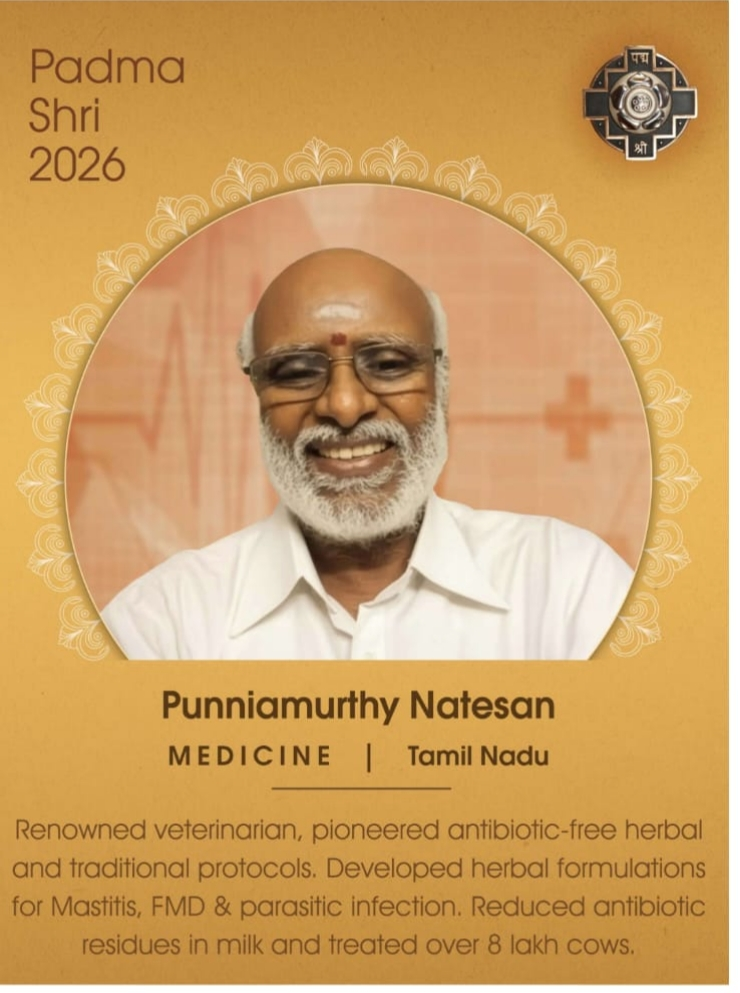 Padma
Shri
2026
पद्म
श्री
Punniamurthy Natesan
MEDICINE | Tamil Nadu
Renowned veterinarian, pioneered antibiotic-free herbal
and traditional protocols. Developed herbal formulations
for Mastitis, FMD & parasitic infection. Reduced antibiotic
residues in milk and treated over 8 lakh cows.